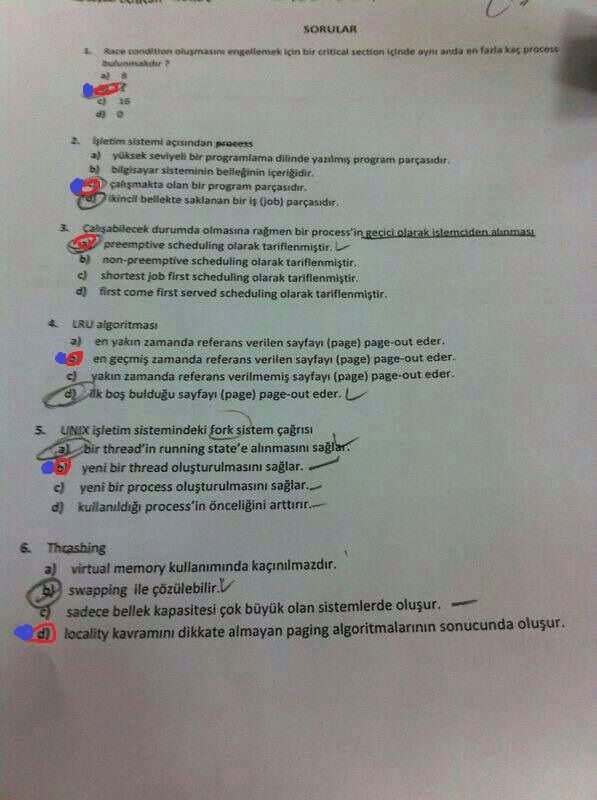 SORULAR
1. Race condition oluşmasını engellemek için bir critical section içinde aynı anda en fazla kaç process
bulunmalıdır ?
a) 8
c) 16
d) 0
2. İşletim sistemi açısından process
a) yüksek seviyeli bir programlama dilinde yazılmış program parçasıdır.
b) bilgisayar sisteminin belleğinin içeriğidir.
c) çalışmakta olan bir program parçasıdır.
d) ikincil bellekte saklanan bir iş (job) parçasıdır.
3. Çalışabilecek durumda olmasına rağmen bir process'in geçici olarak işlemciden alınması
a) preemptive scheduling olarak tariflenmiştir.
b) non-preemptive scheduling olarak tariflenmiştir.
c) shortest job first scheduling olarak tariflenmiştir.
d) first come first served scheduling olarak tariflenmiştir.
4. LRU algoritması
a) en yakın zamanda referans verilen sayfayı (page) page-out eder.
b) en geçmiş zamanda referans verilen sayfayı (page) page-out eder.
c) yakın zamanda referans verilmemiş sayfayı (page) page-out eder.
d) ilk boş bulduğu sayfayı (page) page-out eder.
5. UNIX işletim sistemindeki fork sistem çağrısı
a) bir thread'in running state'e alınmasını sağlar.
b) yeni bir thread oluşturulmasını sağlar.
c) yeni bir process oluşturulmasını sağlar.
d) kullanıldığı process'in önceliğini arttırır.
6. Thrashing
a) virtual memory kullanımında kaçınılmazdır.
b) swapping ile çözülebilir.
c) sadece bellek kapasitesi çok büyük olan sistemlerde oluşur.
d) locality kavramını dikkate almayan paging algoritmalarının sonucunda oluşur.